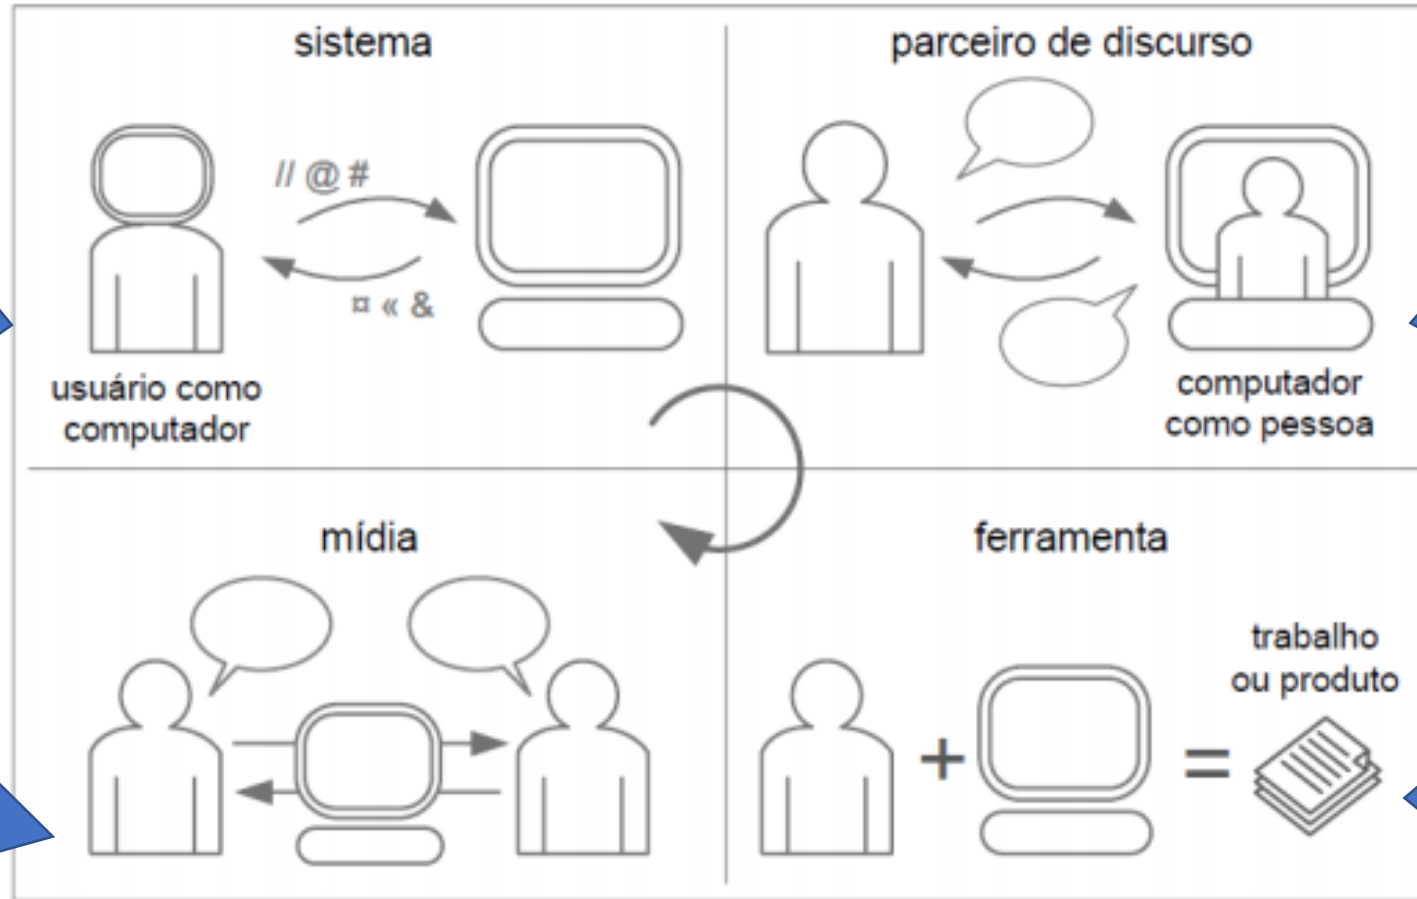 sistema
// @ #
¤ « &
usuário como
computador
parceiro de discurso
computador
como pessoa
mídia
ferramenta
trabalho
ou produto
+
=